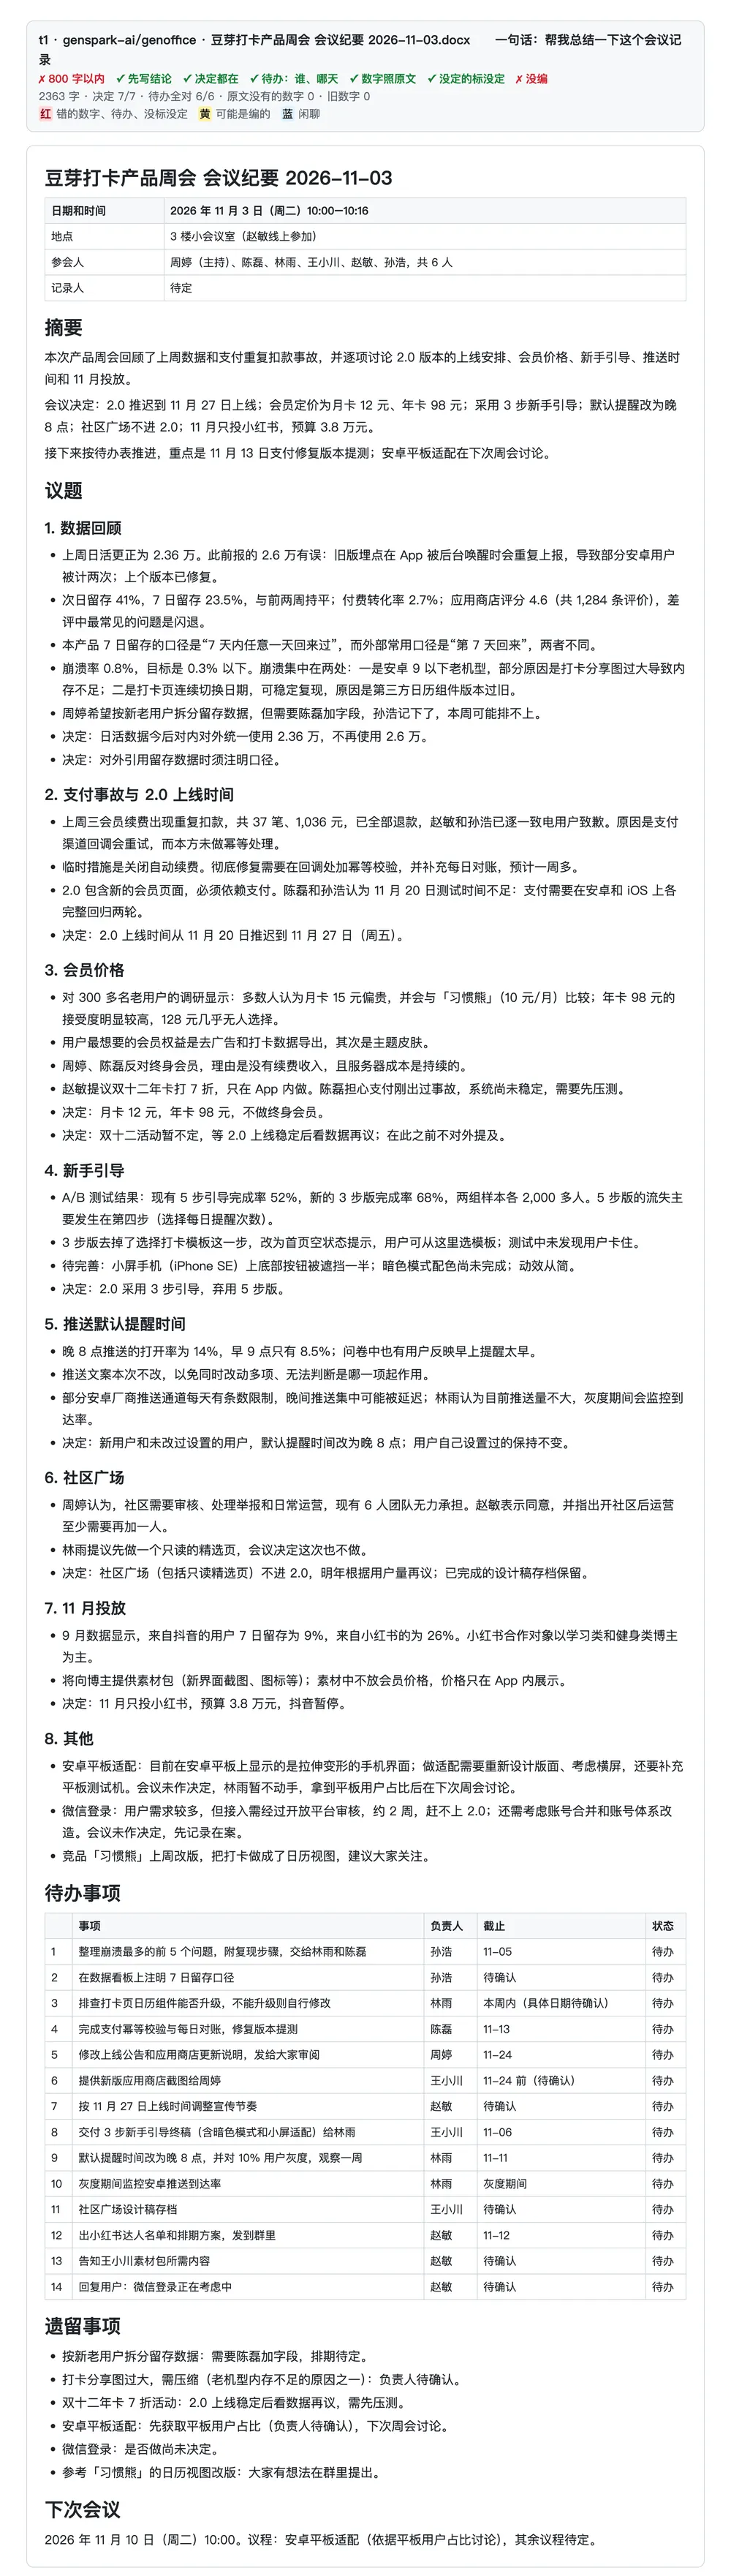 t1 · genspark-ai/genoffice · 豆芽打卡产品周会 会议纪要 2026-11-03.docx 一句话：帮我总结一下这个会议记
录
✗ 800 字以内 ✓ 先写结论 ✓ 决定都在 ✓ 待办：谁、哪天 ✓ 数字照原文 ✓ 没定的标没定 ✗ 没编
2363 字 · 决定 7/7 · 待办全对 6/6 · 原文没有的数字 0 · 旧数字 0
红 错的数字、待办、没标没定 黄 可能是编的 蓝 闲聊
豆芽打卡产品周会 会议纪要 2026-11-03
日期和时间 2026 年 11 月 3 日（周二）10:00—10:16
地点 3 楼小会议室（赵敏线上参加）
参会人 周婷（主持）、陈磊、林雨、王小川、赵敏、孙浩，共 6 人
记录人 待定
摘要
本次产品周会回顾了上周数据和支付重复扣款事故，并逐项讨论 2.0 版本的上线安排、会员价格、新手引导、推送时
间和 11 月投放。
会议决定：2.0 推迟到 11 月 27 日上线；会员定价为月卡 12 元、年卡 98 元；采用 3 步新手引导；默认提醒改为晚
8 点；社区广场不进 2.0；11 月只投小红书，预算 3.8 万元。
接下来按待办表推进，重点是 11 月 13 日支付修复版本提测；安卓平板适配在下次周会讨论。
议题
1. 数据回顾
• 上周日活更正为 2.36 万。此前报的 2.6 万有误：旧版埋点在 App 被后台唤醒时会重复上报，导致部分安卓用户
被计两次；上个版本已修复。
• 次日留存 41%，7 日留存 23.5%，与前两周持平；付费转化率 2.7%；应用商店评分 4.6（共 1,284 条评价），差
评中最常见的问题是闪退。
• 本产品 7 日留存的口径是“7 天内任意一天回来过”，而外部常用口径是“第 7 天回来”，两者不同。
• 崩溃率 0.8%，目标是 0.3% 以下。崩溃集中在两处：一是安卓 9 以下老机型，部分原因是打卡分享图过大导致内
存不足；二是打卡页连续切换日期，可稳定复现，原因是第三方日历组件版本过旧。
• 周婷希望按新老用户拆分留存数据，但需要陈磊加字段，孙浩记下了，本周可能排不上。
• 决定：日活数据今后对内对外统一使用 2.36 万，不再使用 2.6 万。
• 决定：对外引用留存数据时须注明口径。
2. 支付事故与 2.0 上线时间
• 上周三会员续费出现重复扣款，共 37 笔、1,036 元，已全部退款，赵敏和孙浩已逐一致电用户致歉。原因是支付
渠道回调会重试，而本方未做幂等处理。
• 临时措施是关闭自动续费。彻底修复需要在回调处加幂等校验，并补充每日对账，预计一周多。
• 2.0 包含新的会员页面，必须依赖支付。陈磊和孙浩认为 11 月 20 日测试时间不足：支付需要在安卓和 iOS 上各
完整回归两轮。
• 决定：2.0 上线时间从 11 月 20 日推迟到 11 月 27 日（周五）。
3. 会员价格
• 对 300 多名老用户的调研显示：多数人认为月卡 15 元偏贵，并会与「习惯熊」（10 元/月）比较；年卡 98 元的
接受度明显较高，128 元几乎无人选择。
• 用户最想要的会员权益是去广告和打卡数据导出，其次是主题皮肤。
• 周婷、陈磊反对终身会员，理由是没有续费收入，且服务器成本是持续的。
• 赵敏提议双十二年卡打 7 折，只在 App 内做。陈磊担心支付刚出过事故，系统尚未稳定，需要先压测。
• 决定：月卡 12 元，年卡 98 元，不做终身会员。
• 决定：双十二活动暂不定，等 2.0 上线稳定后看数据再议；在此之前不对外提及。
4. 新手引导
• A/B 测试结果：现有 5 步引导完成率 52%，新的 3 步版完成率 68%，两组样本各 2,000 多人。5 步版的流失主
要发生在第四步（选择每日提醒次数）。
• 3 步版去掉了选择打卡模板这一步，改为首页空状态提示，用户可从这里选模板；测试中未发现用户卡住。
• 待完善：小屏手机（iPhone SE）上底部按钮被遮挡一半；暗色模式配色尚未完成；动效从简。
• 决定：2.0 采用 3 步引导，弃用 5 步版。
5. 推送默认提醒时间
• 晚 8 点推送的打开率为 14%，早 9 点只有 8.5%；问卷中也有用户反映早上提醒太早。
• 推送文案本次不改，以免同时改动多项、无法判断是哪一项起作用。
• 部分安卓厂商推送通道每天有条数限制，晚间推送集中可能被延迟；林雨认为目前推送量不大，灰度期间会监控到
达率。
• 决定：新用户和未改过设置的用户，默认提醒时间改为晚 8 点；用户自己设置过的保持不变。
6. 社区广场
• 周婷认为，社区需要审核、处理举报和日常运营，现有 6 人团队无力承担。赵敏表示同意，并指出开社区后运营
至少需要再加一人。
• 林雨提议先做一个只读的精选页，会议决定这次也不做。
• 决定：社区广场（包括只读精选页）不进 2.0，明年根据用户量再议；已完成的设计稿存档保留。
7. 11 月投放
• 9 月数据显示，来自抖音的用户 7 日留存为 9%，来自小红书的为 26%。小红书合作对象以学习类和健身类博主
为主。
• 将向博主提供素材包（新界面截图、图标等）；素材中不放会员价格，价格只在 App 内展示。
• 决定：11 月只投小红书，预算 3.8 万元，抖音暂停。
8. 其他
• 安卓平板适配：目前在安卓平板上显示的是拉伸变形的手机界面；做适配需要重新设计版面、考虑横屏，还要补充
平板测试机。会议未作决定，林雨暂不动手，拿到平板用户占比后在下次周会讨论。
• 微信登录：用户需求较多，但接入需经过开放平台审核，约 2 周，赶不上 2.0；还需考虑账号合并和账号体系改
造。会议未作决定，先记录在案。
• 竞品「习惯熊」上周改版，把打卡做成了日历视图，建议大家关注。
待办事项
事项 负责人 截止 状态
1 整理崩溃最多的前 5 个问题，附复现步骤，交给林雨和陈磊 孙浩 11-05 待办
2 在数据看板上注明 7 日留存口径 孙浩 待确认 待办
3 排查打卡页日历组件能否升级，不能升级则自行修改 林雨 本周内（具体日期待确认） 待办
4 完成支付幂等校验与每日对账，修复版本提测 陈磊 11-13 待办
5 修改上线公告和应用商店更新说明，发给大家审阅 周婷 11-24 待办
6 提供新版应用商店截图给周婷 王小川 11-24 前（待确认） 待办
7 按 11 月 27 日上线时间调整宣传节奏 赵敏 待确认 待办
8 交付 3 步新手引导终稿（含暗色模式和小屏适配）给林雨 王小川 11-06 待办
9 默认提醒时间改为晚 8 点，并对 10% 用户灰度，观察一周 林雨 11-11 待办
10 灰度期间监控安卓推送到达率 林雨 灰度期间 待办
11 社区广场设计稿存档 王小川 待确认 待办
12 出小红书达人名单和排期方案，发到群里 赵敏 11-12 待办
13 告知王小川素材包所需内容 赵敏 待确认 待办
14 回复用户：微信登录正在考虑中 赵敏 待确认 待办
遗留事项
• 按新老用户拆分留存数据：需要陈磊加字段，排期待定。
• 打卡分享图过大，需压缩（老机型内存不足的原因之一）：负责人待确认。
• 双十二年卡 7 折活动：2.0 上线稳定后看数据再议，需先压测。
• 安卓平板适配：先获取平板用户占比（负责人待确认），下次周会讨论。
• 微信登录：是否做尚未决定。
• 参考「习惯熊」的日历视图改版：大家有想法在群里提出。
下次会议
2026 年 11 月 10 日（周二）10:00。议程：安卓平板适配（依据平板用户占比讨论），其余议程待定。